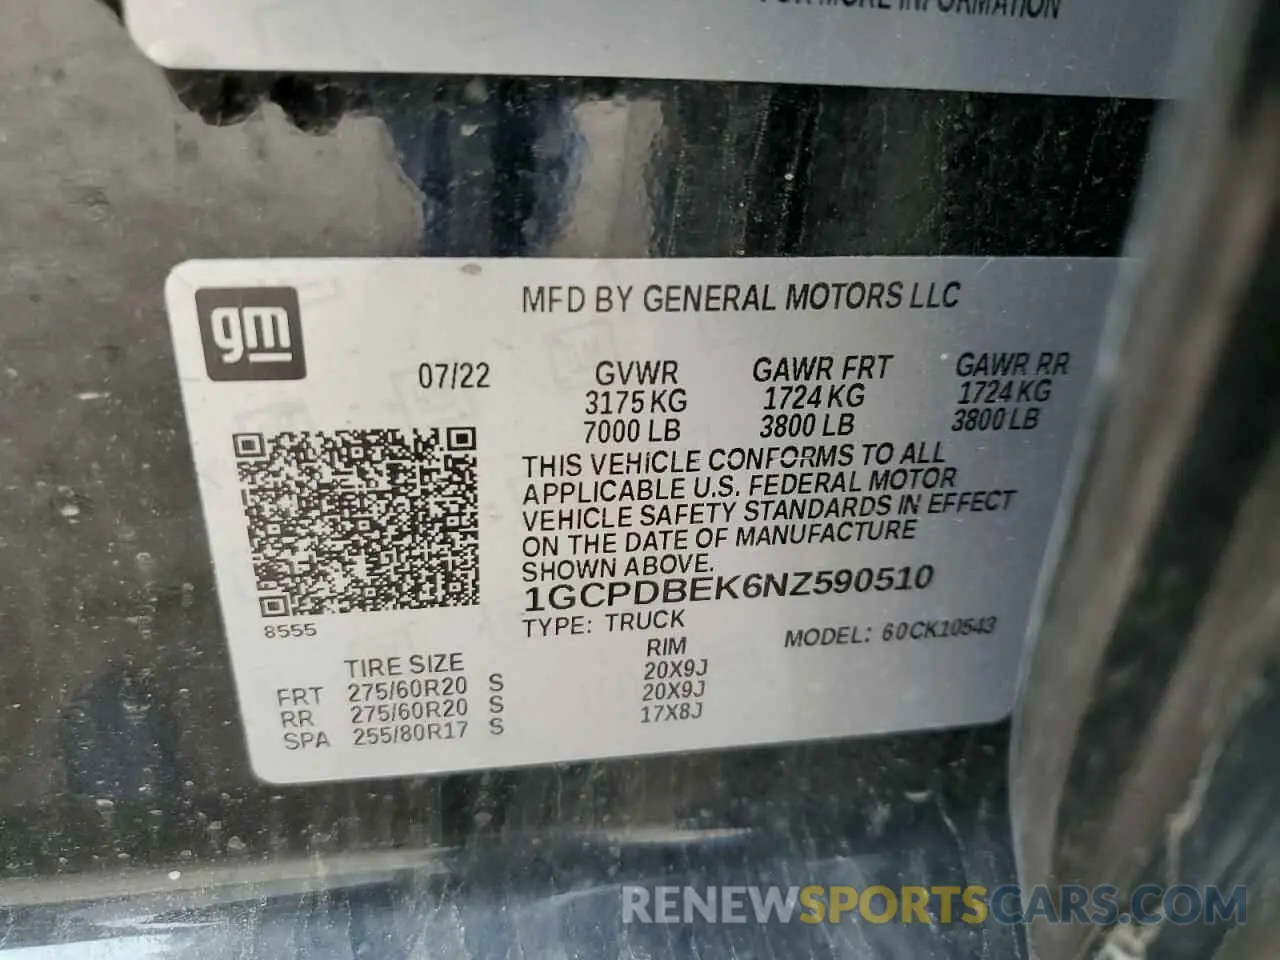 FOR MORE INFORMATION
gm
MFD BY GENERAL MOTORS LLC
07/22 GVWR GAWR FRT GAWR RR
3175 KG 1724 KG 1724 KG
7000 LB 3800 LB 3800 LB
THIS VEHICLE CONFORMS TO ALL
APPLICABLE U.S. FEDERAL MOTOR
VEHICLE SAFETY STANDARDS IN EFFECT
ON THE DATE OF MANUFACTURE
SHOWN ABOVE.
1GCPDBEK6NZ590510
8555
TYPE: TRUCK MODEL: 60CK10543
TIRE SIZE RIM
FRT 275/60R20 S 20X9J
RR 275/60R20 S 20X9J
SPA 255/80R17 S 17X8J
RENEWSPORTSCARS.COM